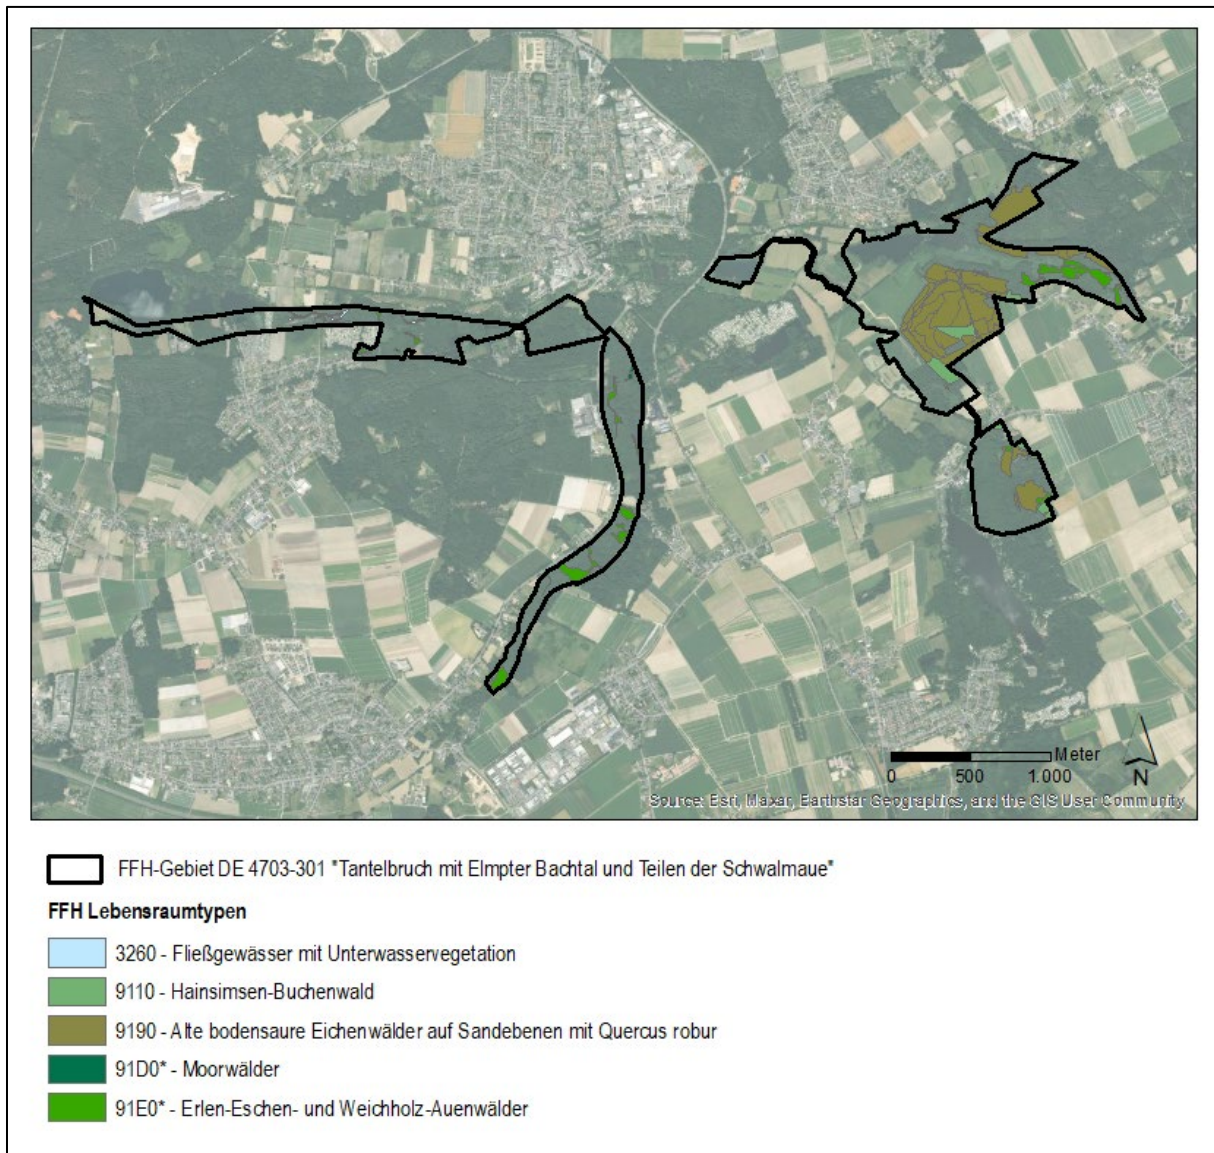 Meter
0 500 1.000
N
Source: Esri, Maxar, Earthstar Geographics, and the GIS User Community
FFH-Gebiet DE 4703-301 "Tantelbruch mit Elmpter Bachtal und Teilen der Schwalmaue"
FFH Lebensraumtypen
3260 - Fließgewässer mit Unterwasservegetation
9110 - Hainsimsen-Buchenwald
9190 - Alte bodensaure Eichenwälder auf Sandebenen mit Quercus robur
91D0* - Moorwälder
91E0* - Erlen-Eschen- und Weichholz-Auenwälder